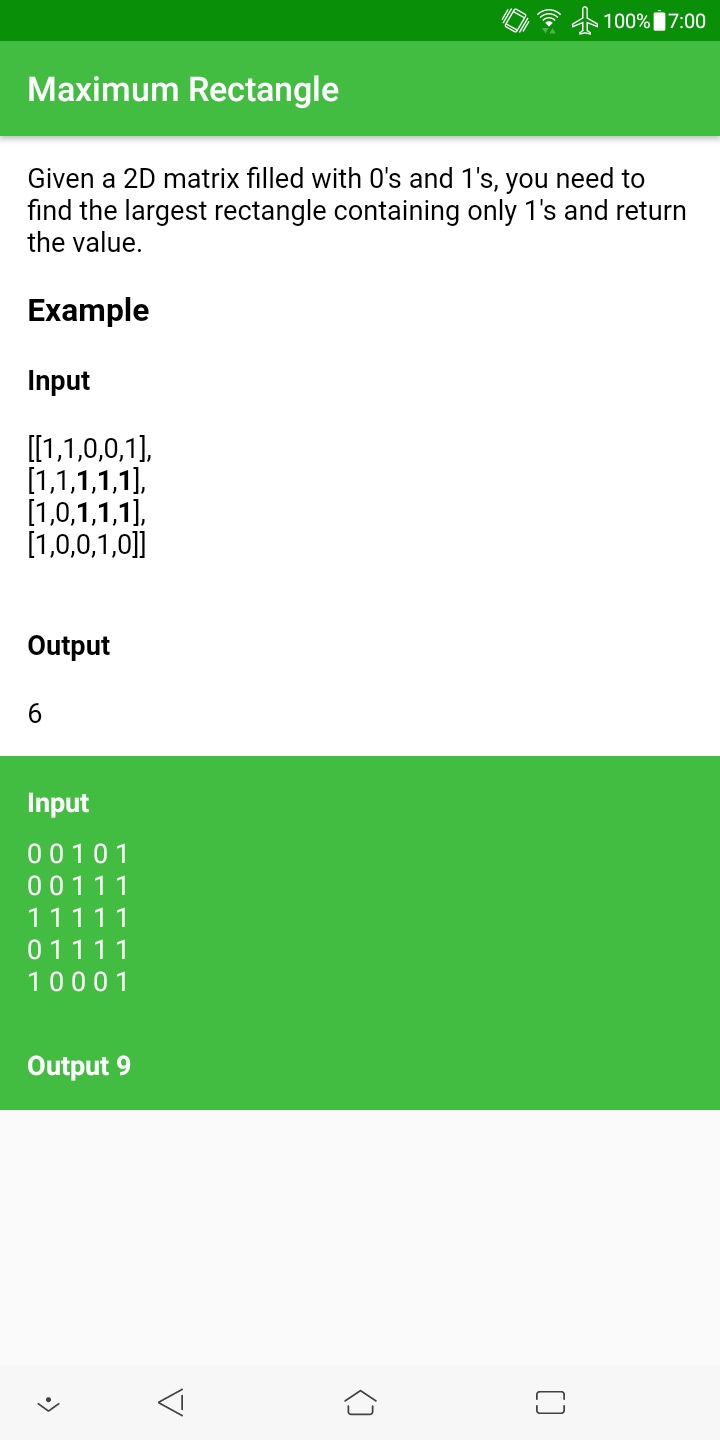 100% 7:00
Maximum Rectangle
Given a 2D matrix filled with 0's and 1's, you need to
find the largest rectangle containing only 1's and return
the value.
Example
Input
[[1,1,0,0,1],
[1,1,1,1,1],
[1,0,1,1,1],
[1,0,0,1,0]]
Output
6
Input
0 0 1 0 1
0 0 1 1 1
1 1 1 1 1
0 1 1 1 1
1 0 0 0 1
Output 9